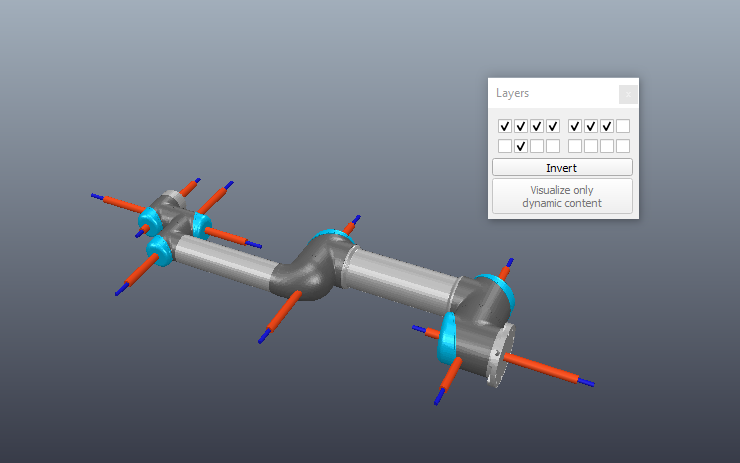 Layers
Invert
Visualize only
dynamic content